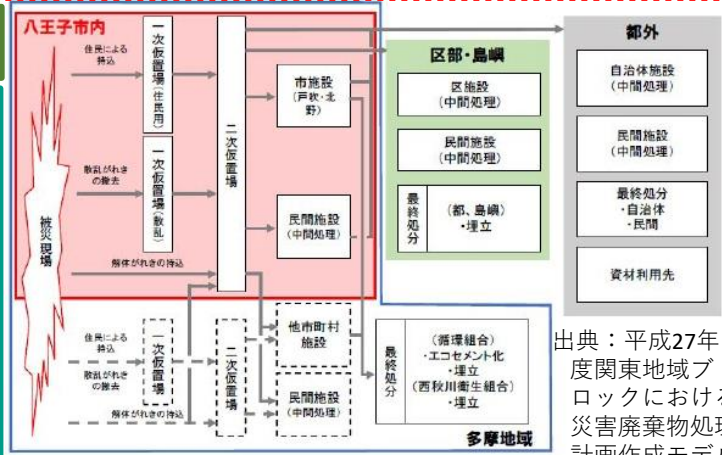 八王子市内
住民による
持込
一次仮置場(住民用)
散乱がれき
の撤去
一次仮置場(散乱)
被災現場
解体がれきの持込
二次仮置場
市施設
(戸吹・北
野)
民間施設
(中間処理)
住民による
持込
散乱がれき
の撤去
解体がれきの持込
一次仮置場
二次仮置場
他市町村
施設
民間施設
(中間処理)
最終処分
(循環組合)
・エコセメント化
・埋立
(西秋川衛生組合)
・埋立
多摩地域
区部・島嶼
区施設
(中間処理)
民間施設
(中間処理)
最終処分
(都、島嶼)
・埋立
都外
自治体施設
(中間処理)
民間施設
(中間処理)
最終処分
・自治体
・民間
資材利用先
出典：平成27年
度関東地域ブ
ロックにおける
災害廃棄物処理
計画作成モデル